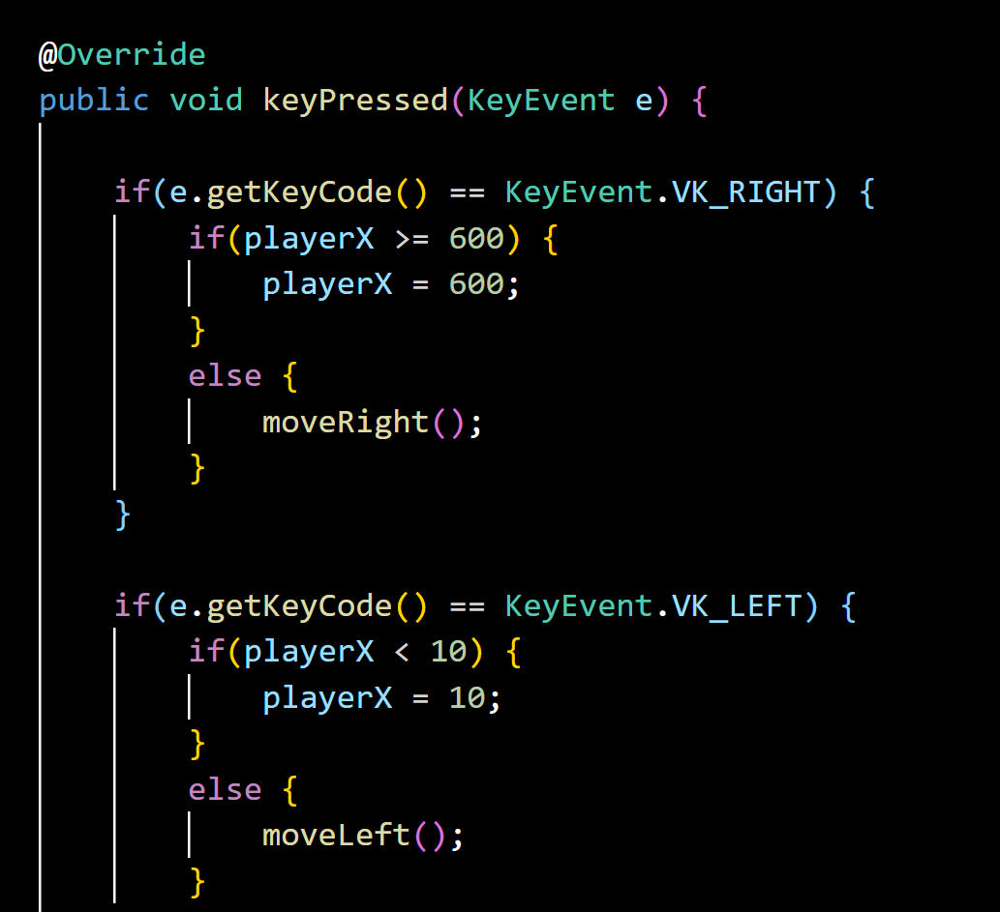 @Override
public void keyPressed(KeyEvent e) {
if(e.getKeyCode() == KeyEvent.VK_RIGHT) {
if(playerX >= 600) {
playerX = 600;
}
else {
moveRight();
}
}
if(e.getKeyCode() == KeyEvent.VK_LEFT) {
if(playerX < 10) {
playerX = 10;
}
else {
moveLeft();
}